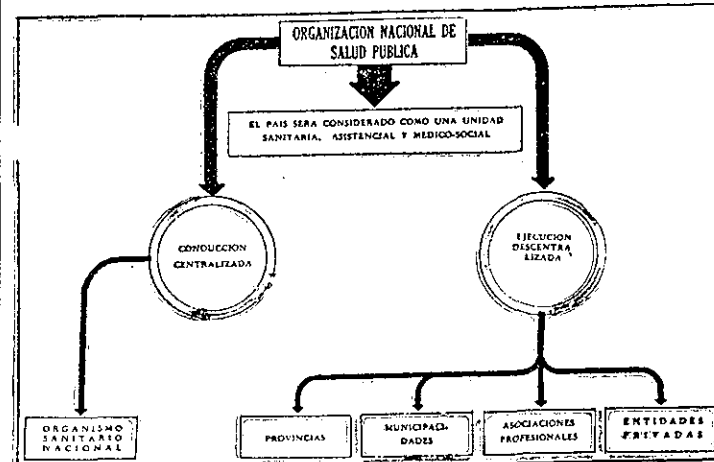 ORGANIZACION NACIONAL DE
SALUD PUBLICA
EL PAIS SERA CONSIDERADO COMO UNA UNIDAD
SANITARIA, ASISTENCIAL Y MEDICO-SOCIAL
CONDUCCION
CENTRALIZADA
EJECUCION
DESCENTRA
LIZADA
ORGANISMO
SANITARIO
NACIONAL
PROVINCIAS
MUNICIPALI-
DADES
ASOCIACIONES
PROFESIONALES
ENTIDADES
PRIVADAS